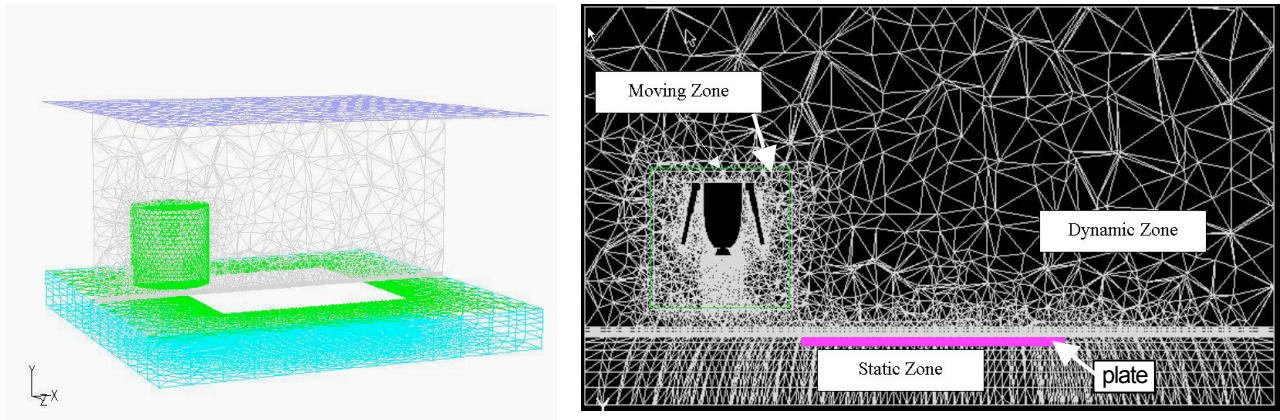 Y
Z
X
Moving Zone
Dynamic Zone
Static Zone
plate
Y